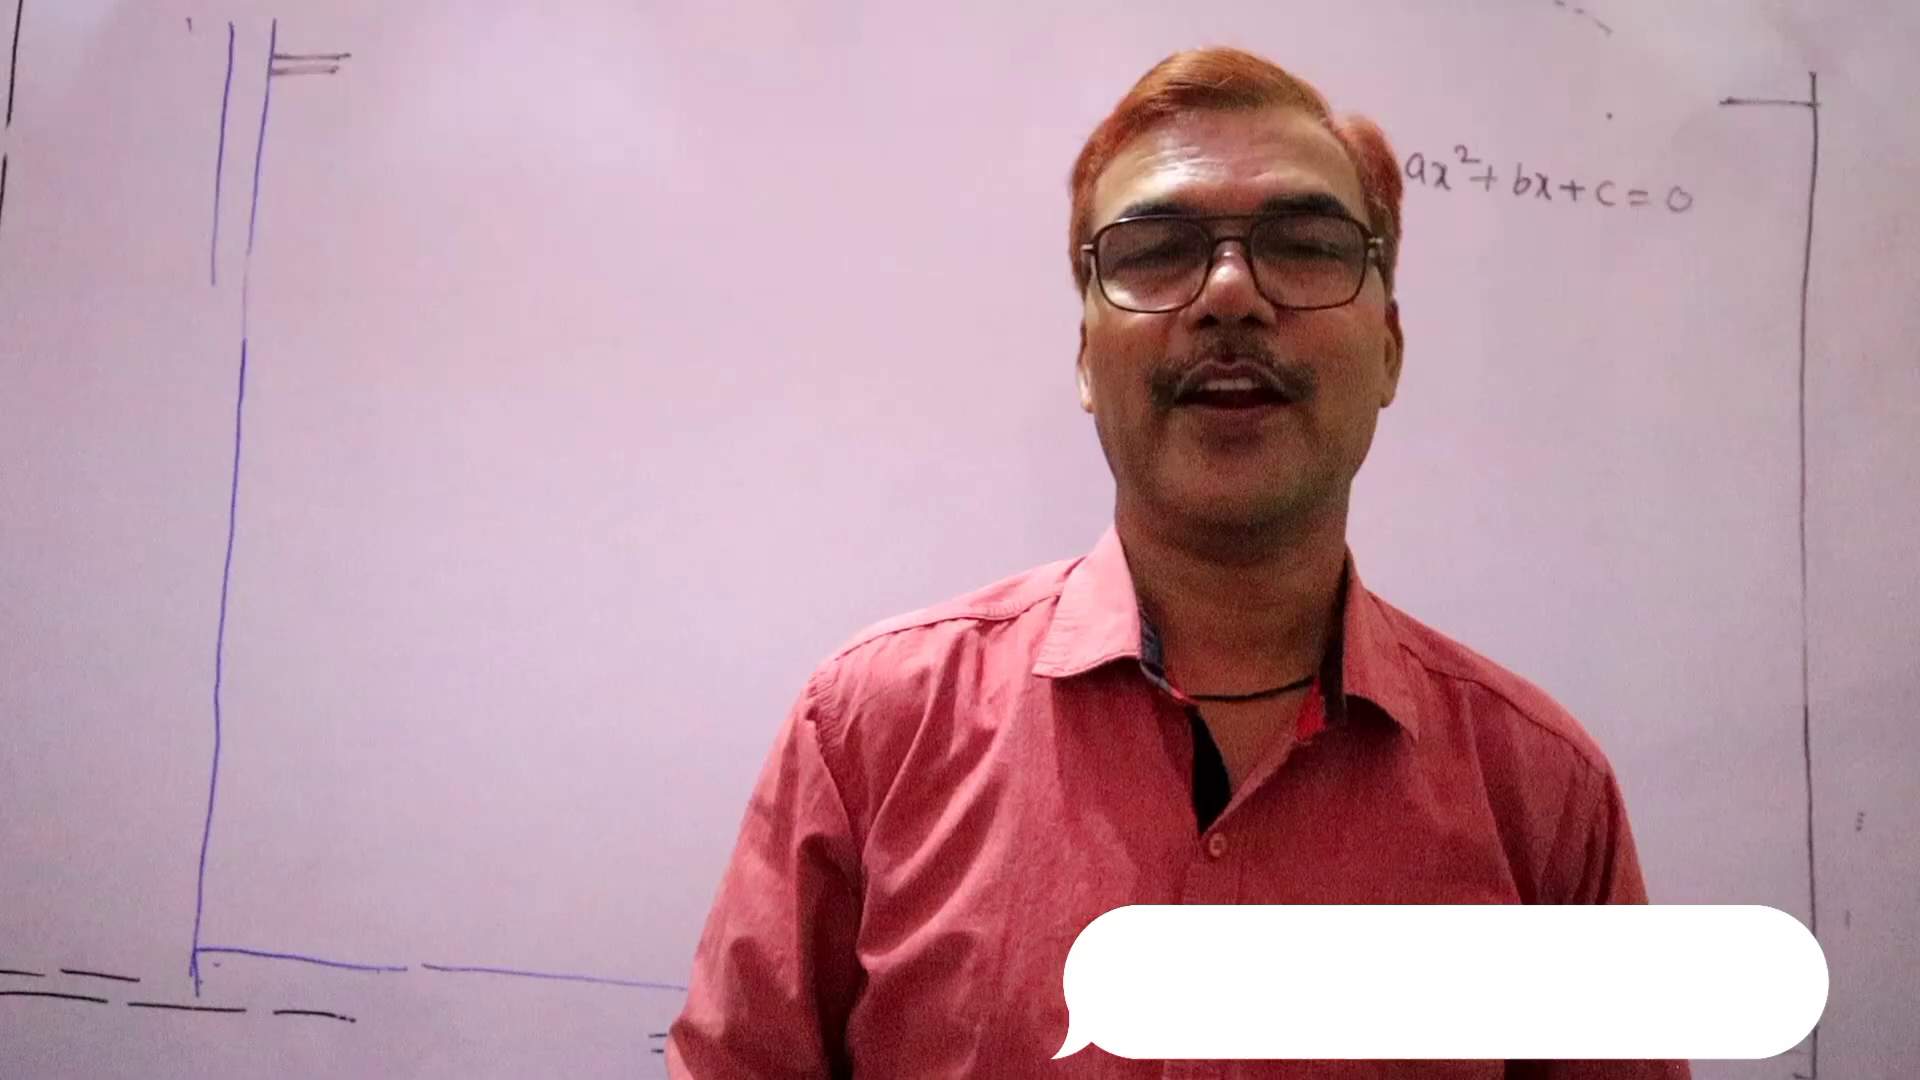 ax²+ bx + c = 0